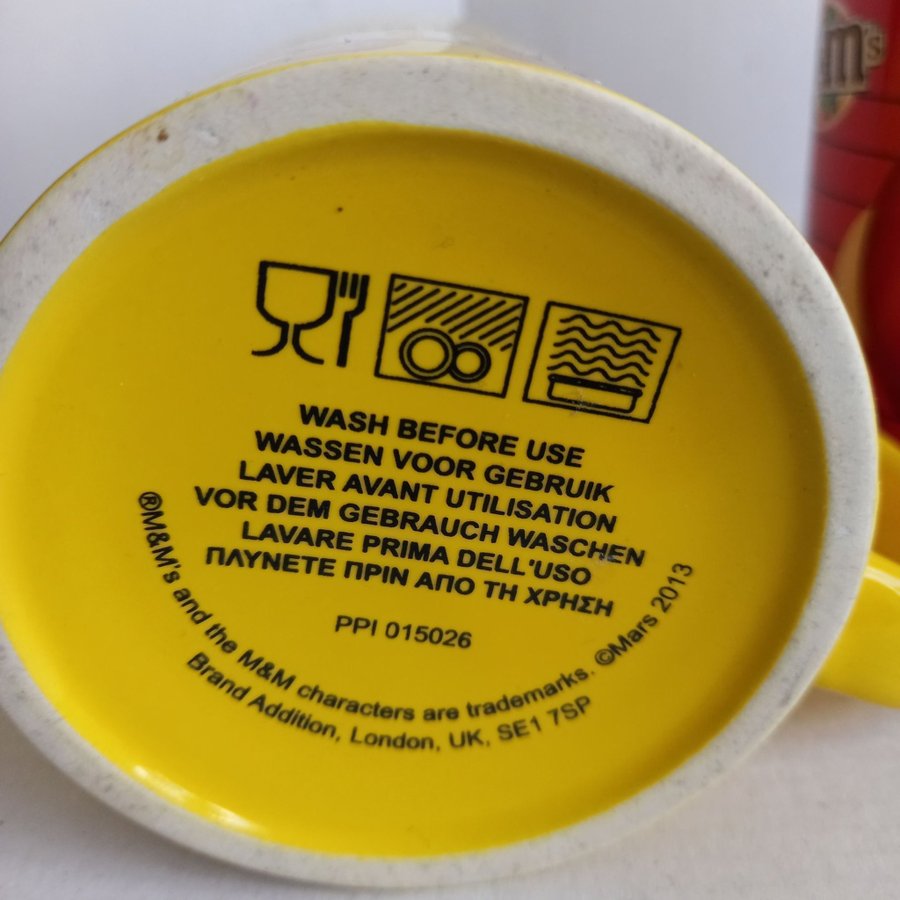 WASH BEFORE USE
WASSEN VOOR GEBRUIK
LAVER AVANT UTILISATION
VOR DEM GEBRAUCH WASCHEN
LAVARE PRIMA DELL'USO
ΠΛΥΝΕΤΕ ΠΡΙΝ ΑΠΟ ΤΗ ΧΡΗΣΗ
PPI 015026
®M&M's and the M&M characters are trademarks. ©Mars 2013
Brand Addition, London, UK, SE1 7SP